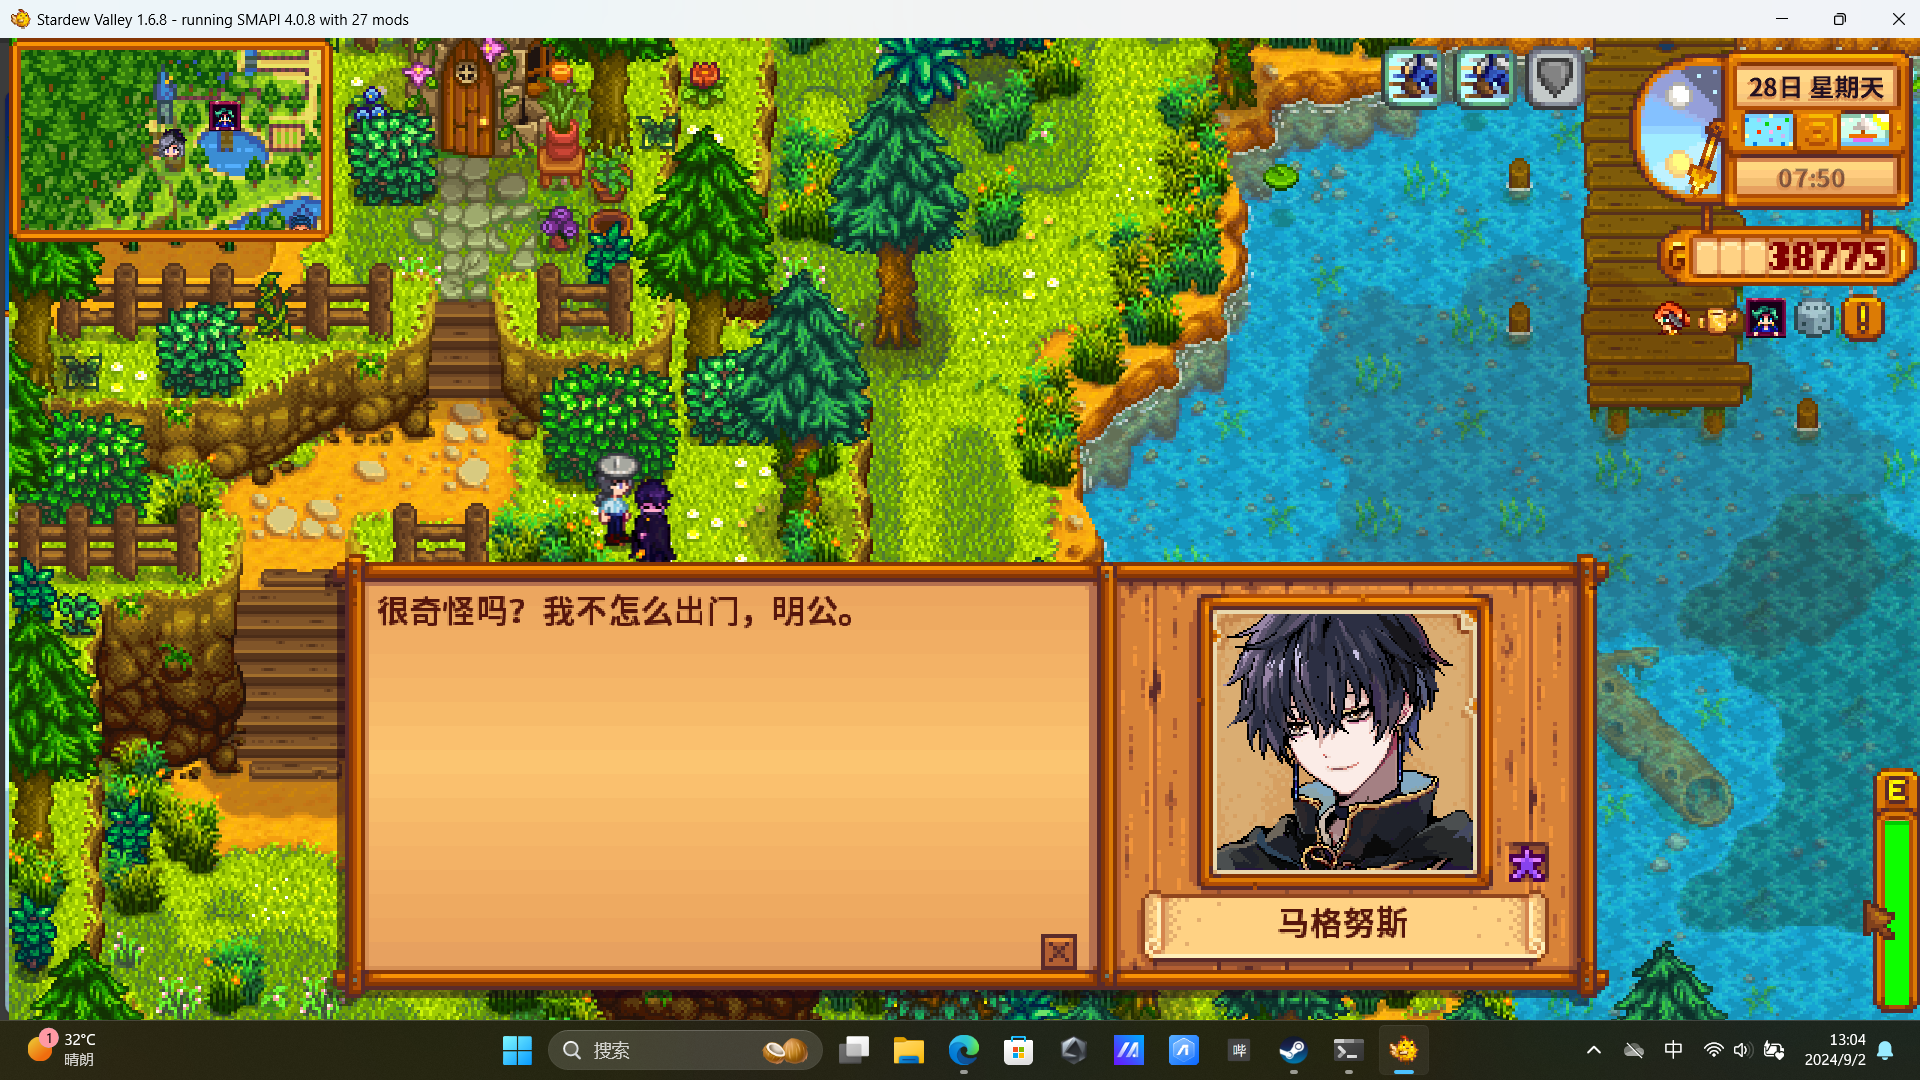 Stardew Valley 1.6.8 - running SMAPI 4.0.8 with 27 mods
28日 星期天
07:50
G
38775
!
很奇怪吗？我不怎么出门，明公。
马格努斯
E
1
32°C
晴朗
搜索
哔
中
13:04
2024/9/2